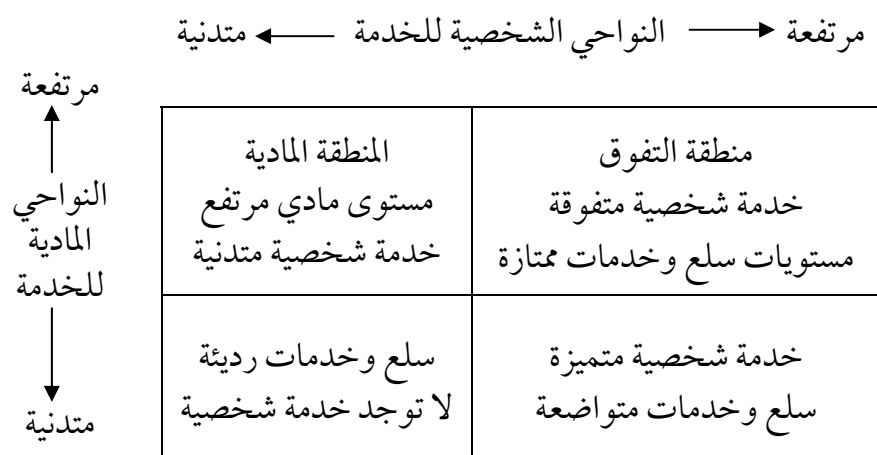 مرتفعة النواحي الشخصية للخدمة متدنية
مرتفعة
النواحي
المادية
للخدمة
متدنية
منطقة التفوق
خدمة شخصية متفوقة
مستويات سلع وخدمات ممتازة
المنطقة المادية
مستوى مادي مرتفع
خدمة شخصية متدنية
خدمة شخصية متميزة
سلع وخدمات متواضعة
سلع وخدمات رديئة
لا توجد خدمة شخصية